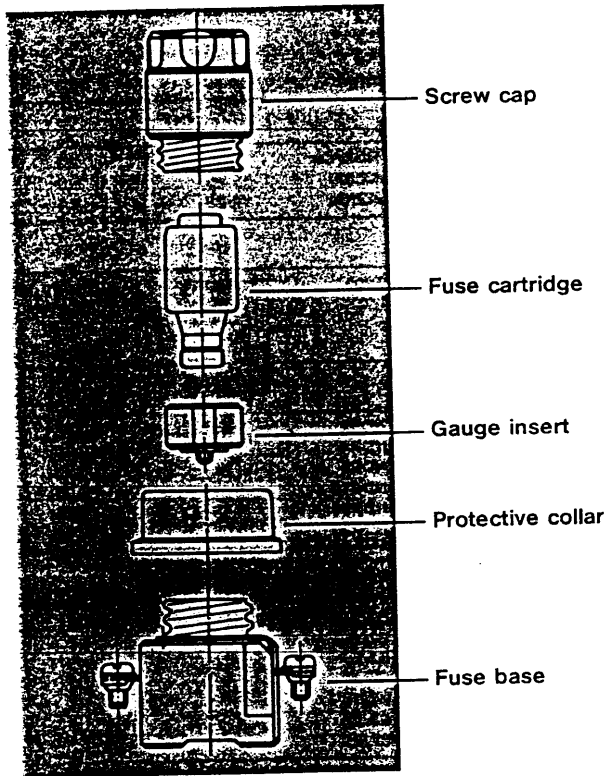 Screw cap
Fuse cartridge
Gauge insert
Protective collar
Fuse base